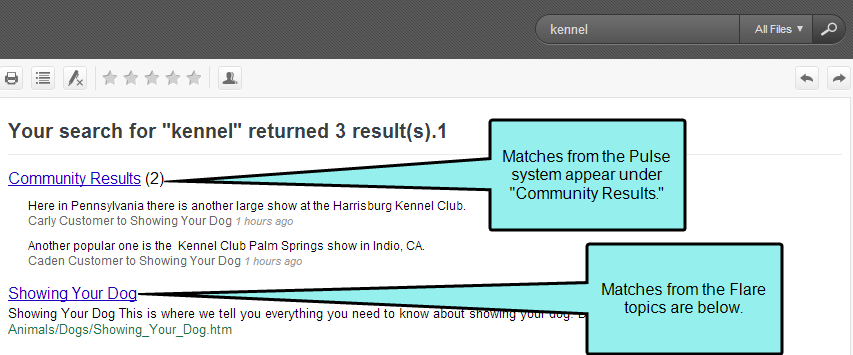 kennel All Files
Your search for "kennel" returned 3 result(s).1
Community Results (2)
Matches from the Pulse
system appear under
"Community Results."
Here in Pennsylvania there is another large show at the Harrisburg Kennel Club.
Carly Customer to Showing Your Dog 1 hours ago
Another popular one is the Kennel Club Palm Springs show in Indio, CA.
Caden Customer to Showing Your Dog 1 hours ago
Showing Your Dog
Matches from the Flare
topics are below.
Showing Your Dog This is where we tell you everything you need to know about showing your dog.
Animals/Dogs/Showing_Your_Dog.htm